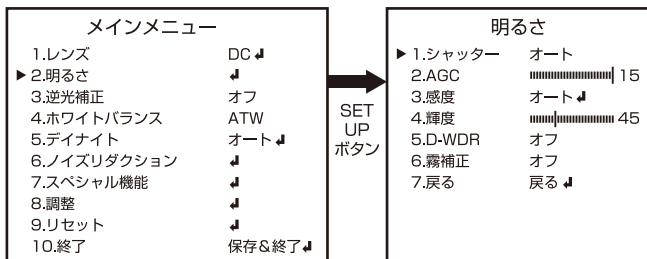 メインメニュー
1.レンズ DC↲
▶2.明るさ ↲
3.逆光補正 オフ
4.ホワイトバランス ATW
5.デイナイト オート↲
6.ノイズリダクション ↲
7.スペシャル機能 ↲
8.調整 ↲
9.リセット ↲
10.終了 保存&終了↲
SET
UP
ボタン
明るさ
▶1.シャッター オート
2.AGC 15
3.感度 オート↲
4.輝度 45
5.D-WDR オフ
6.霧補正 オフ
7.戻る 戻る↲